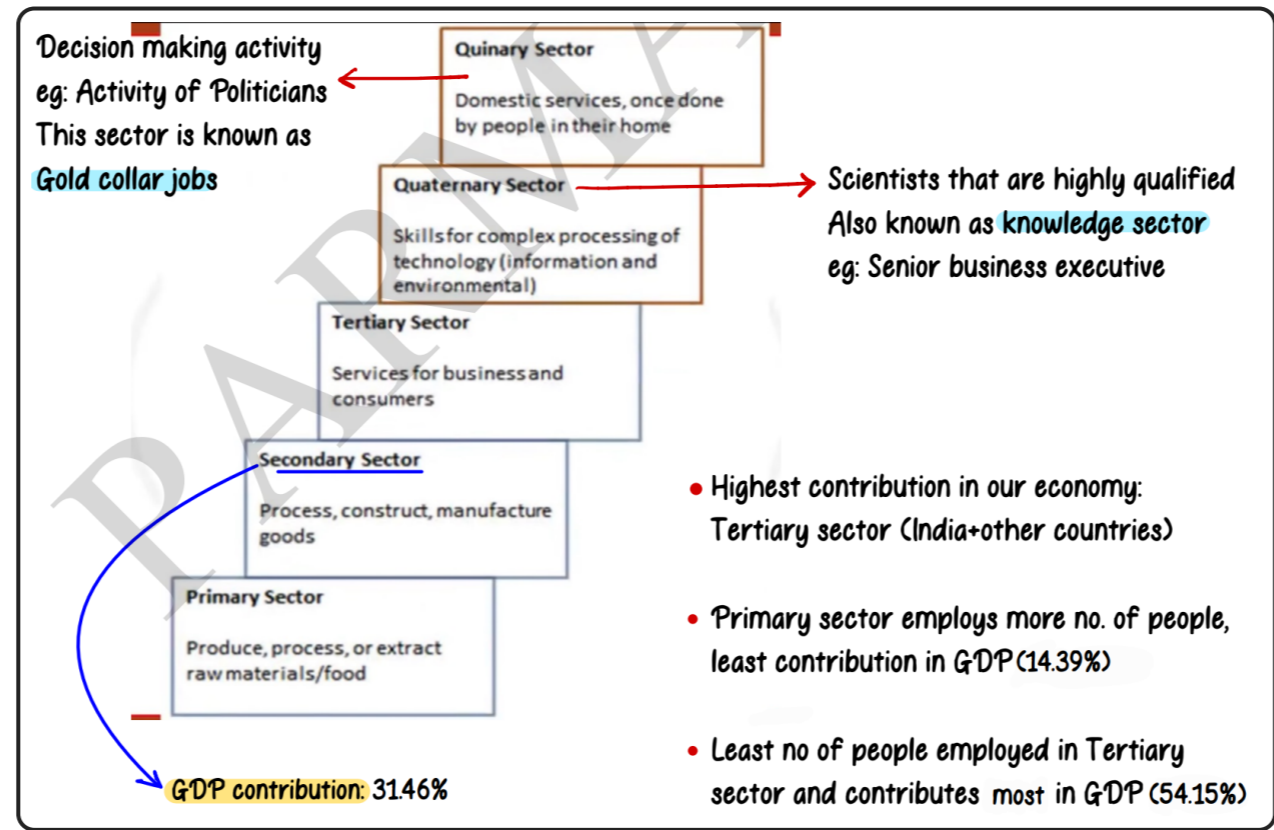 Decision making activity
eg: Activity of Politicians
This sector is known as
Gold collar jobs
Quinary Sector
Domestic services, once done
by people in their home
Quaternary Sector
Skills for complex processing of
technology (information and
environmental)
Scientists that are highly qualified
Also known as knowledge sector
eg: Senior business executive
Tertiary Sector
Services for business and
consumers
Secondary Sector
Process, construct, manufacture
goods
Primary Sector
Produce, process, or extract
raw materials/food
GDP contribution: 31.46%
• Highest contribution in our economy:
Tertiary sector (India+other countries)
• Primary sector employs more no. of people,
least contribution in GDP (14.39%)
• Least no of people employed in Tertiary
sector and contributes most in GDP (54.15%)
PARMA